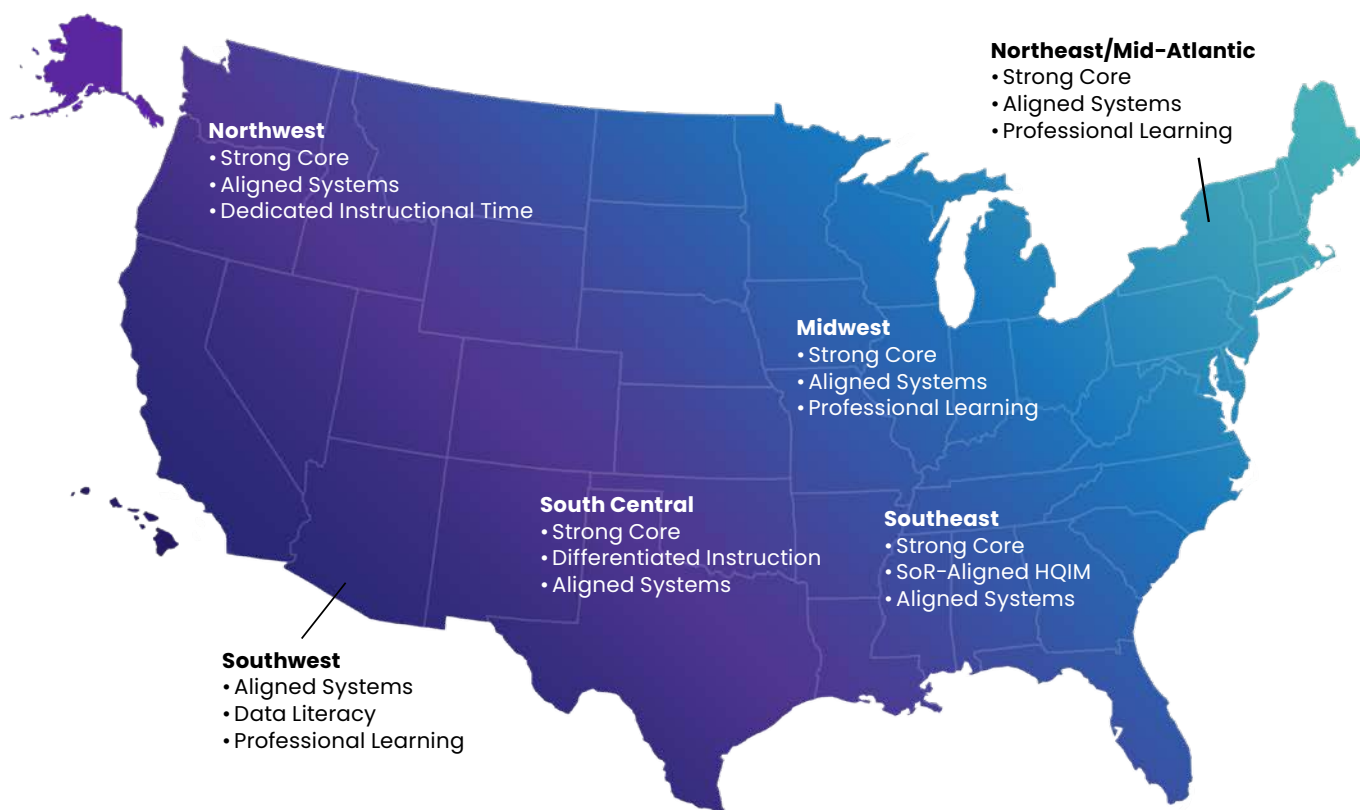 Northeast/Mid-Atlantic
• Strong Core
• Aligned Systems
• Professional Learning
Northwest
• Strong Core
• Aligned Systems
• Dedicated Instructional Time
Midwest
• Strong Core
• Aligned Systems
• Professional Learning
South Central
• Strong Core
• Differentiated Instruction
• Aligned Systems
Southeast
• Strong Core
• SoR-Aligned HQIM
• Aligned Systems
Southwest
• Aligned Systems
• Data Literacy
• Professional Learning